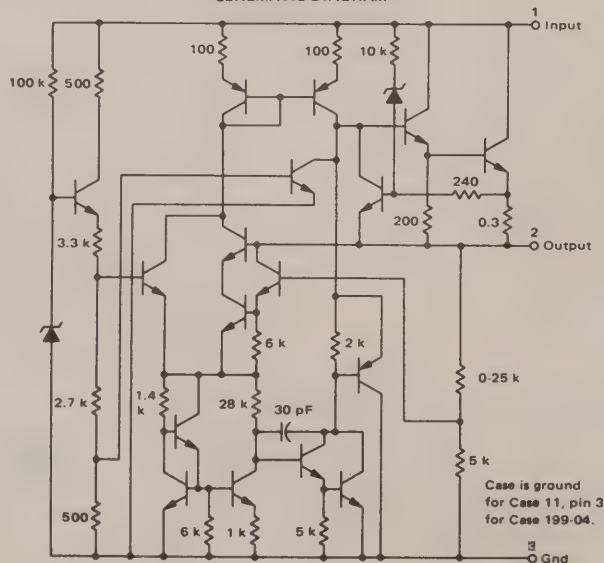 1
Input
100
100
10 k
100 k
500
240
200
0.3
3.3 k
2
Output
6 k
2 k
0-25 k
2.7 k
1.4
k
28 k
30 pF
5 k
Case is ground
for Case 11, pin 3
for Case 199-04.
500
6 k
1 k
5 k
3
Gnd